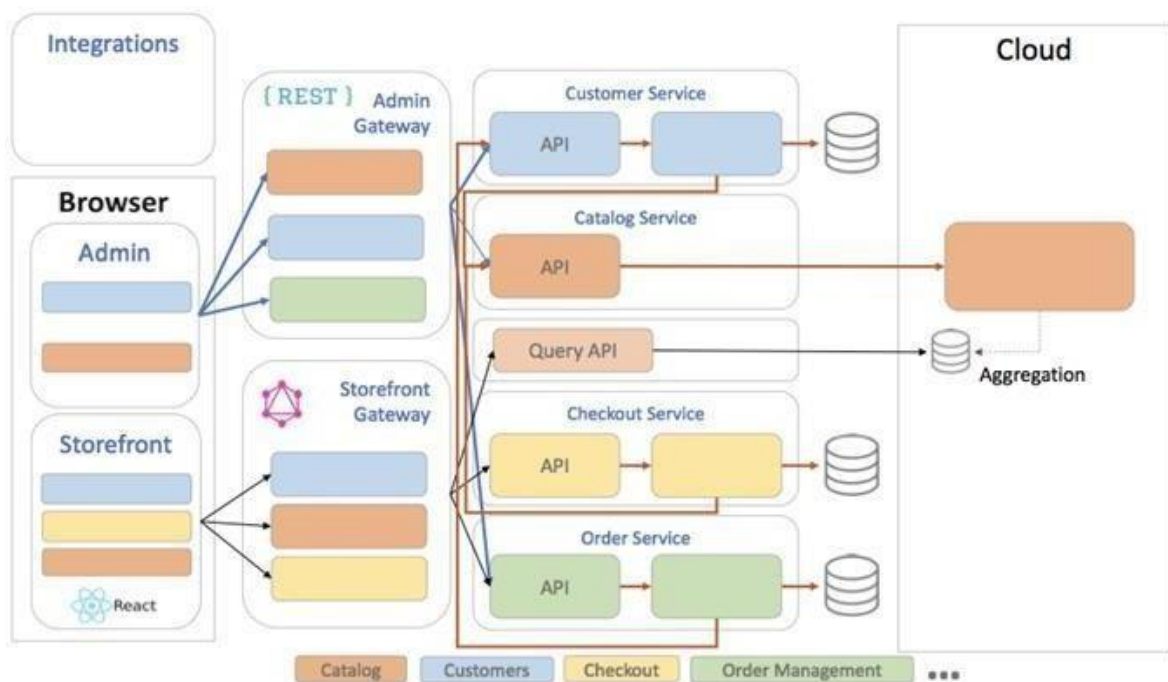 Integrations
Browser
Admin
Storefront
React
{ REST }
Admin
Gateway
Storefront
Gateway
Customer Service
API
Catalog Service
API
Query API
Checkout Service
API
Order Service
API
Cloud
Aggregation
Catalog
Customers
Checkout
Order Management
...